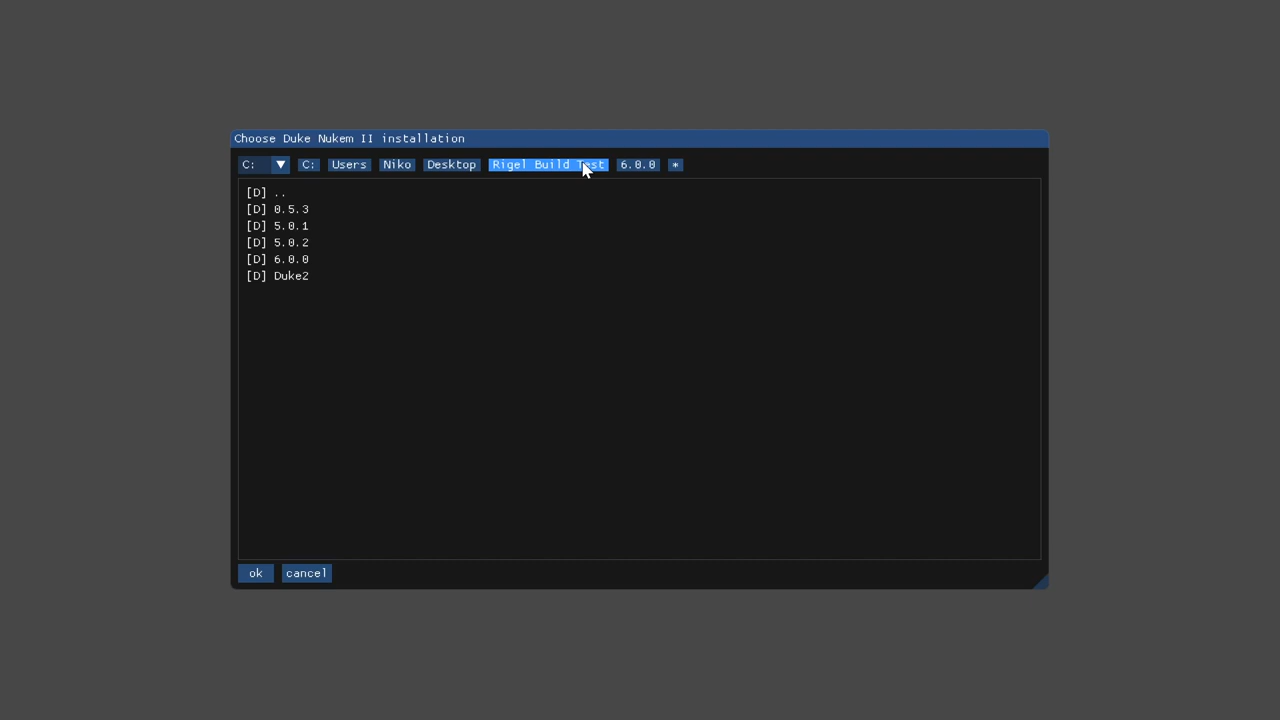 Choose Duke Nukem II installation
C: ▼ C: Users Niko Desktop Rigel Build Test 6.0.0 *
[D] ..
[D] 0.5.3
[D] 5.0.1
[D] 5.0.2
[D] 6.0.0
[D] Duke2
ok cancel